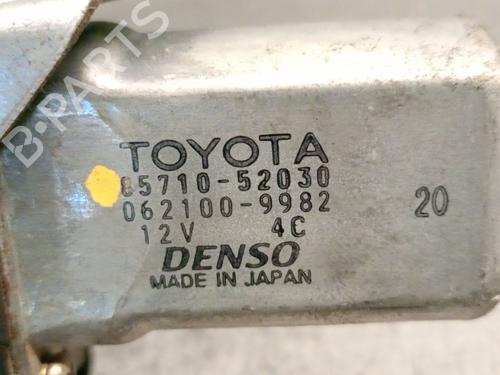 B-PARTS
TOYOTA
85710-52030
062100-9982
12V 4C
20
DENSO
MADE IN JAPAN